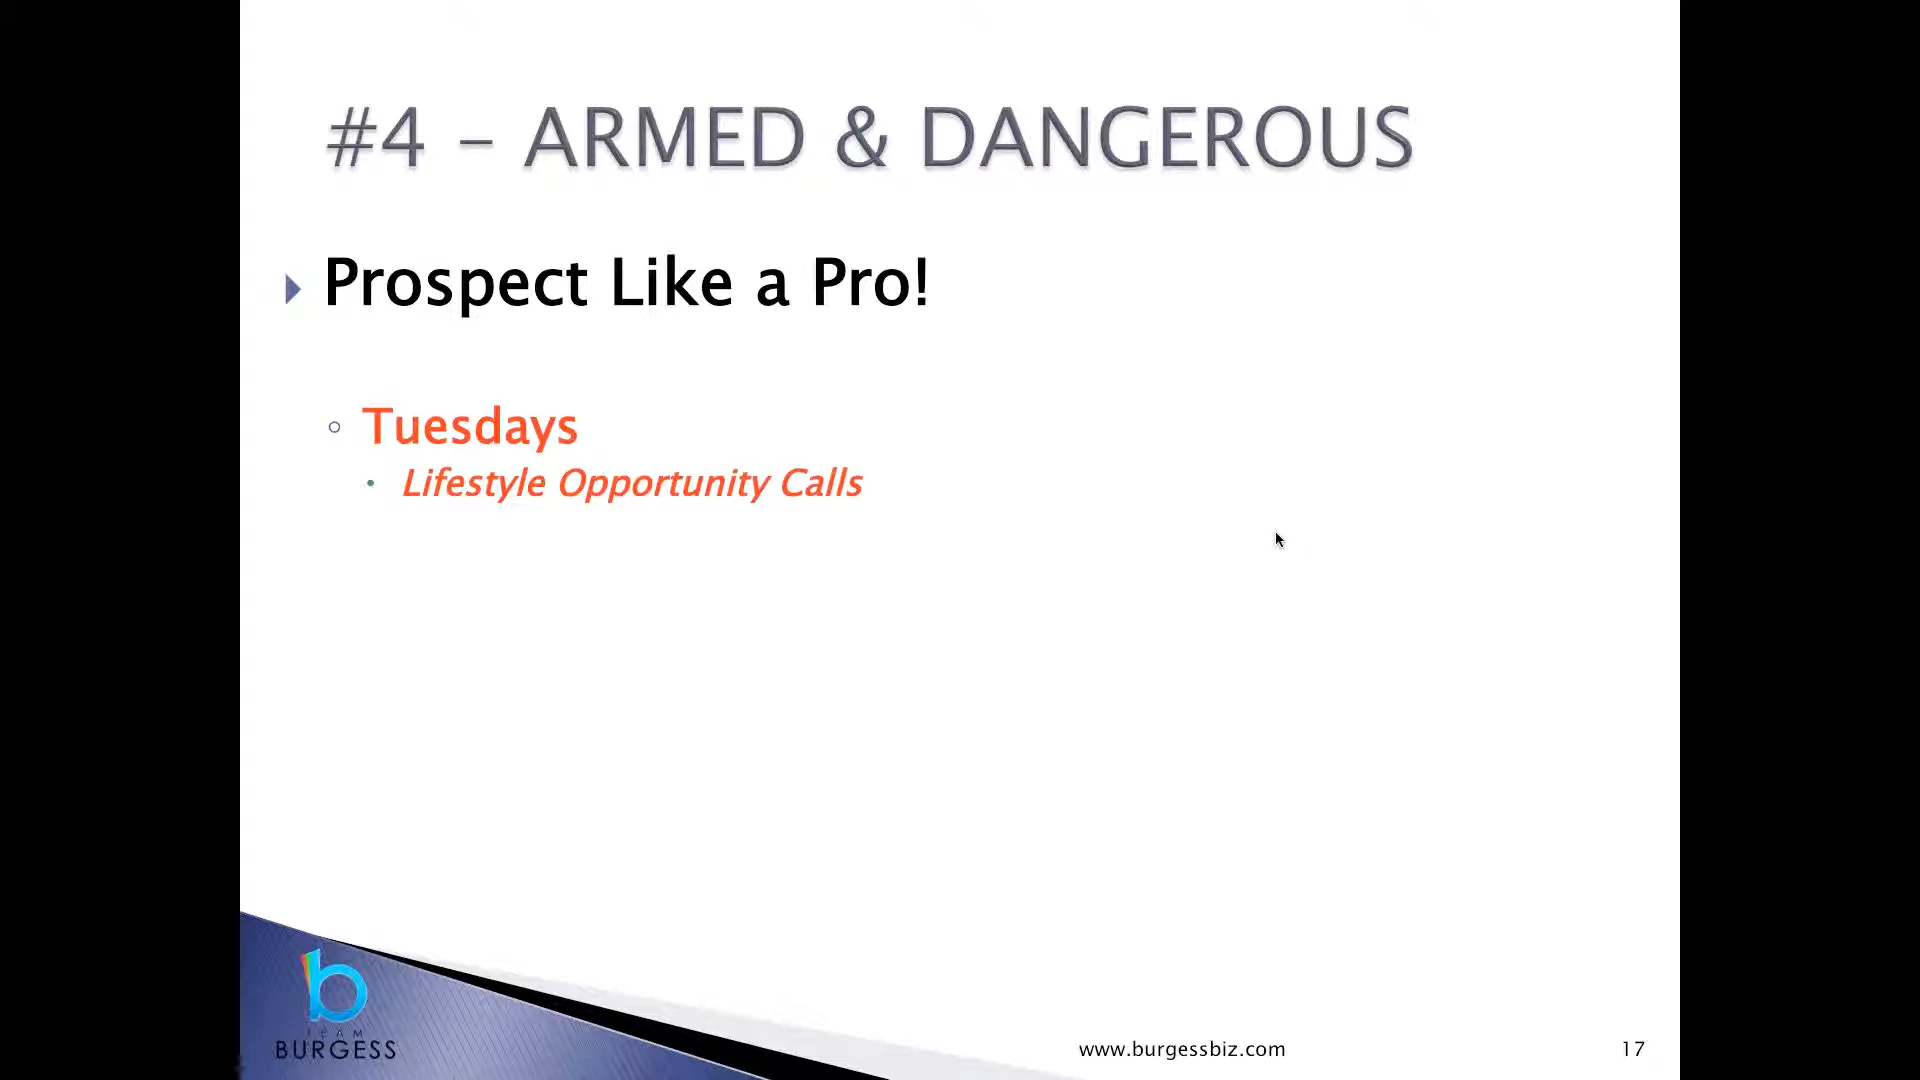 #4 – ARMED & DANGEROUS
Prospect Like a Pro!
Tuesdays
Lifestyle Opportunity Calls
b
TEAM
BURGESS
www.burgessbiz.com
17